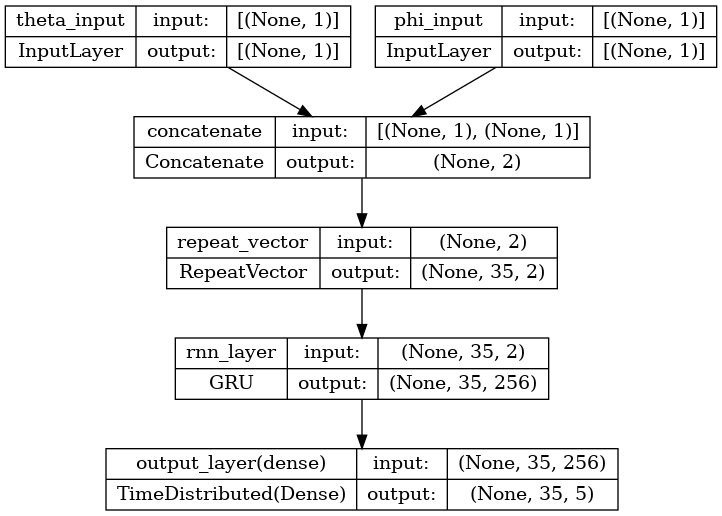 theta_input input: [(None, 1)]
InputLayer output: [(None, 1)]
phi_input input: [(None, 1)]
InputLayer output: [(None, 1)]
concatenate input: [(None, 1), (None, 1)]
Concatenate output: (None, 2)
repeat_vector input: (None, 2)
RepeatVector output: (None, 35, 2)
rnn_layer input: (None, 35, 2)
GRU output: (None, 35, 256)
output_layer(dense) input: (None, 35, 256)
TimeDistributed(Dense) output: (None, 35, 5)